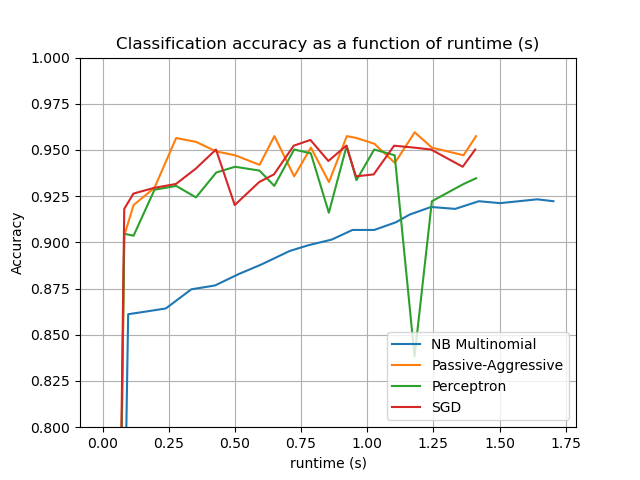 Classification accuracy as a function of runtime (s)
1.000
0.975
0.950
0.925
0.900
0.875
0.850
0.825
0.800
Accuracy
NB Multinomial
Passive-Aggressive
Perceptron
SGD
0.00 0.25 0.50 0.75 1.00 1.25 1.50 1.75
runtime (s)